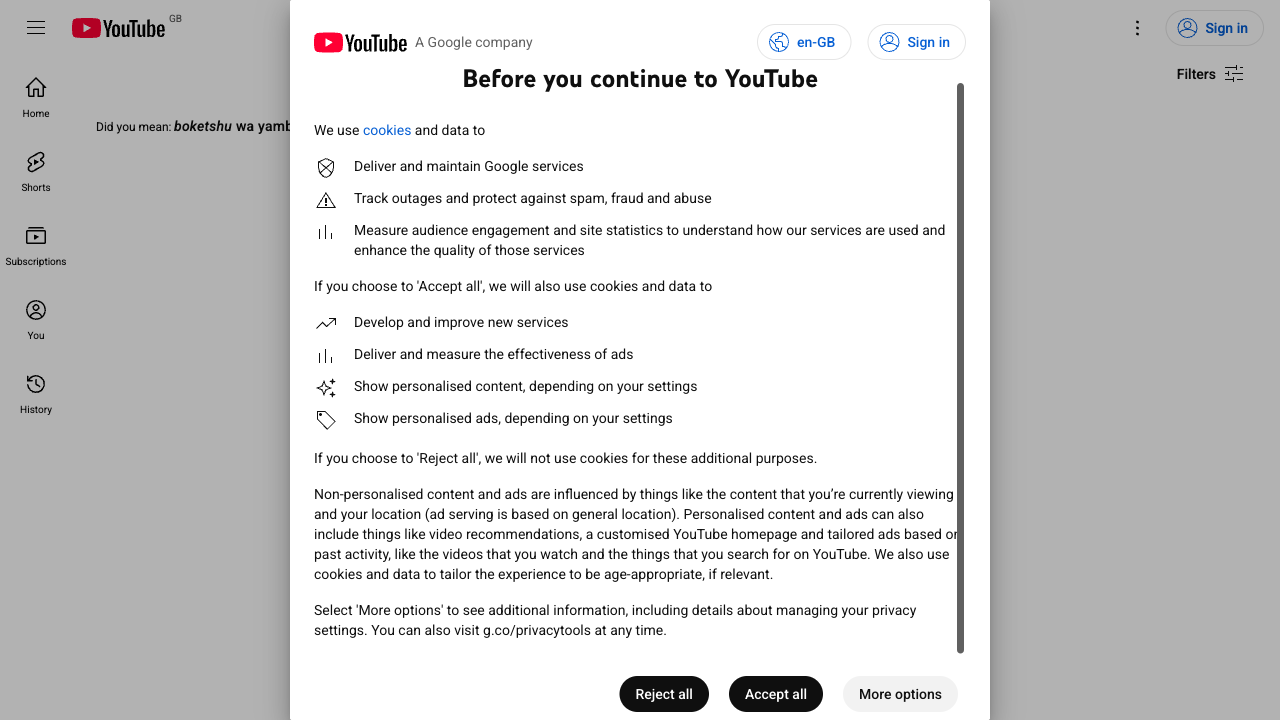 YouTube GB
Sign in
Home
Shorts
Subscriptions
You
History
Filters
Did you mean: boketshu wa yamb
YouTube A Google company
en-GB
Sign in
Before you continue to YouTube
We use cookies and data to
Deliver and maintain Google services
Track outages and protect against spam, fraud and abuse
Measure audience engagement and site statistics to understand how our services are used and
enhance the quality of those services
If you choose to 'Accept all', we will also use cookies and data to
Develop and improve new services
Deliver and measure the effectiveness of ads
Show personalised content, depending on your settings
Show personalised ads, depending on your settings
If you choose to 'Reject all', we will not use cookies for these additional purposes.
Non-personalised content and ads are influenced by things like the content that you’re currently viewing
and your location (ad serving is based on general location). Personalised content and ads can also
include things like video recommendations, a customised YouTube homepage and tailored ads based on
past activity, like the videos that you watch and the things that you search for on YouTube. We also use
cookies and data to tailor the experience to be age-appropriate, if relevant.
Select 'More options' to see additional information, including details about managing your privacy
settings. You can also visit g.co/privacytools at any time.
Reject all
Accept all
More options